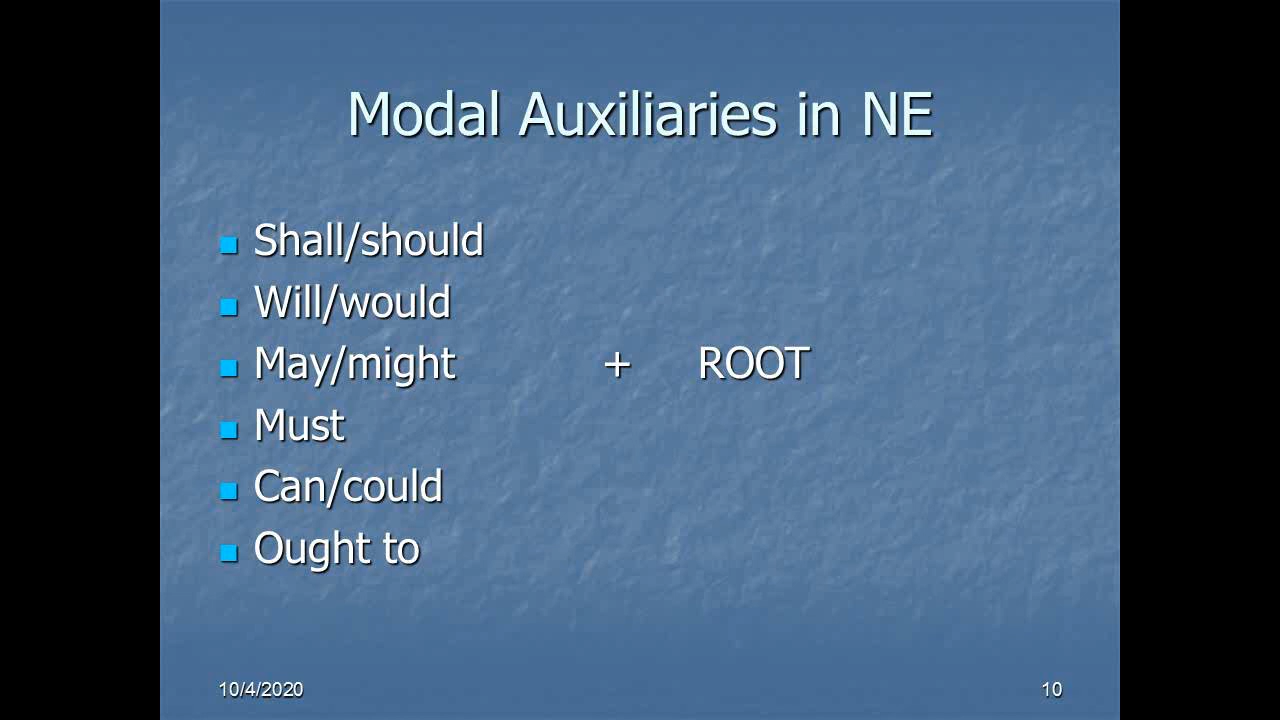 Modal Auxiliaries in NE
Shall/should
Will/would
May/might + ROOT
Must
Can/could
Ought to
10/4/2020 10